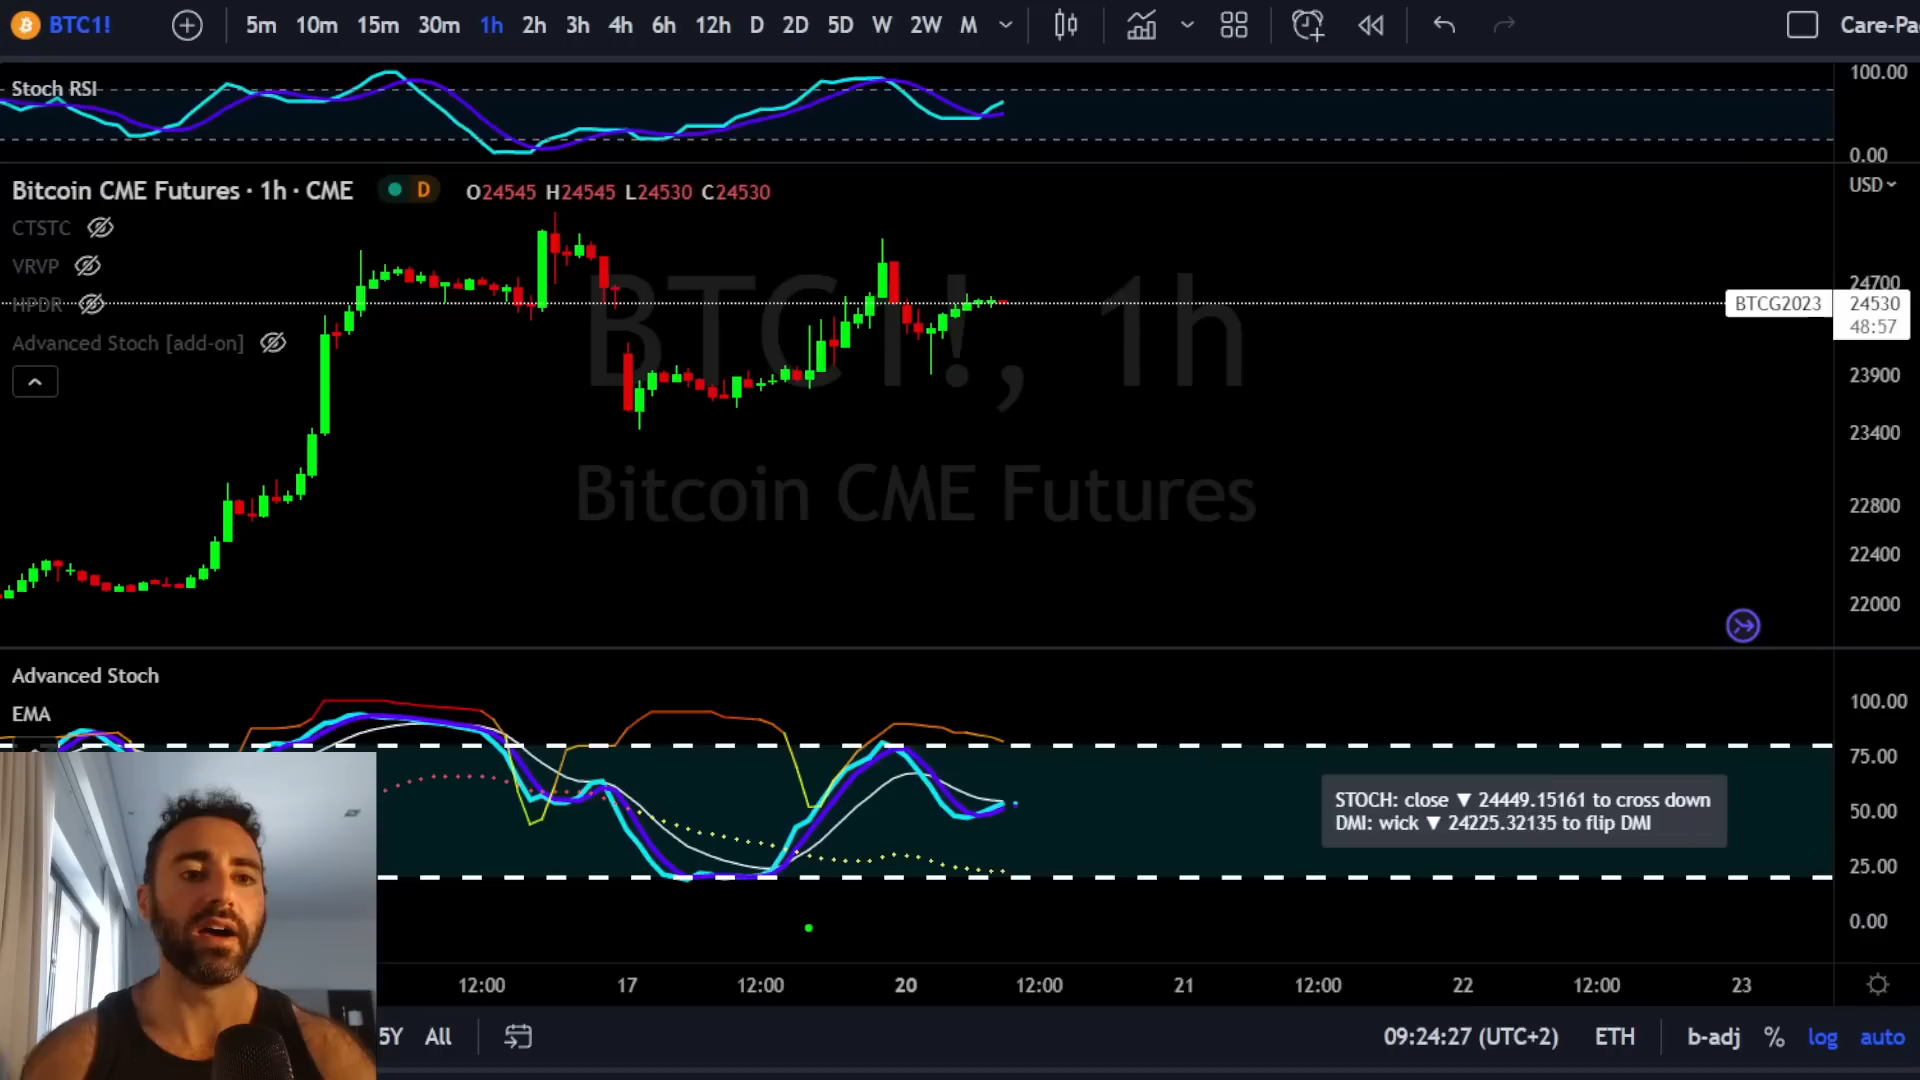 BTC1! 5m 10m 15m 30m 1h 2h 3h 4h 6h 12h D 2D 5D W 2W M Care-Pa
Stoch RSI
100.00
0.00
Bitcoin CME Futures · 1h · CME D O24545 H24545 L24530 C24530
USD
CTSTC
VRVP
HPDR
Advanced Stoch [add-on]
BTC1!, 1h
Bitcoin CME Futures
24700
BTCG2023 24530
48:57
23900
23400
22800
22400
22000
Advanced Stoch
EMA
100.00
75.00
50.00
25.00
0.00
STOCH: close ▼ 24449.15161 to cross down
DMI: wick ▼ 24225.32135 to flip DMI
12:00 17 12:00 20 12:00 21 12:00 22 12:00 23
5Y All 09:24:27 (UTC+2) ETH b-adj % log auto